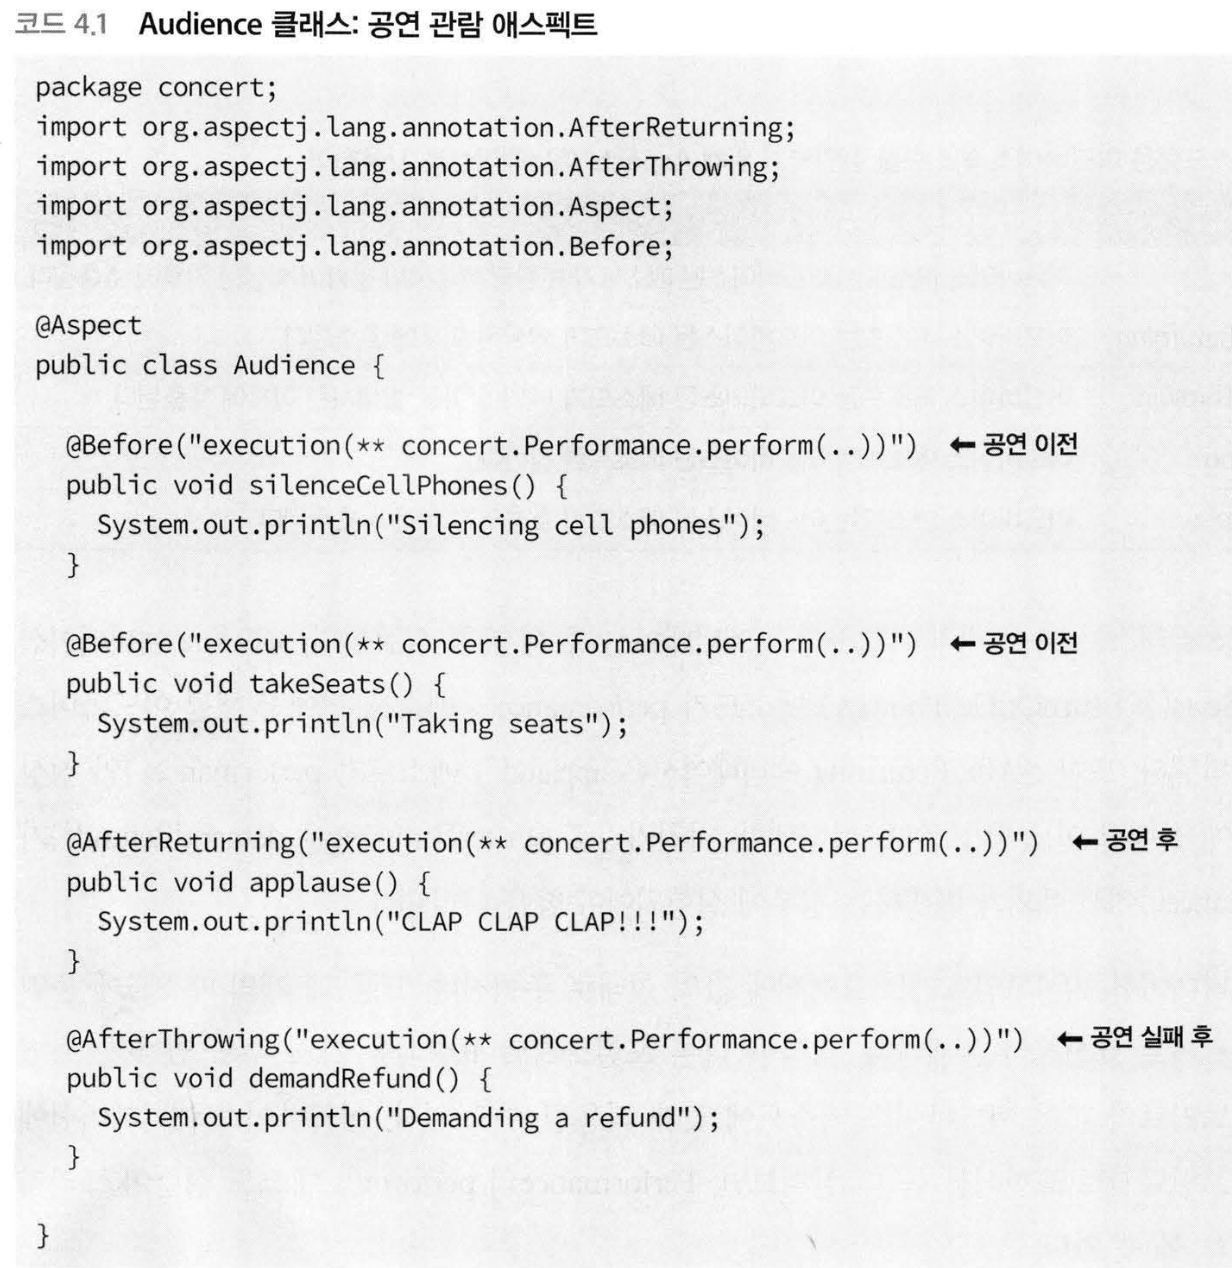 코드 4.1 Audience 클래스: 공연 관람 애스펙트
package concert;
import org.aspectj.lang.annotation.AfterReturning;
import org.aspectj.lang.annotation.AfterThrowing;
import org.aspectj.lang.annotation.Aspect;
import org.aspectj.lang.annotation.Before;
@Aspect
public class Audience {
@Before("execution(** concert.Performance.perform(..))") ← 공연 이전
public void silenceCellPhones() {
System.out.println("Silencing cell phones");
}
@Before("execution(** concert.Performance.perform(..))") ← 공연 이전
public void takeSeats() {
System.out.println("Taking seats");
}
@AfterReturning("execution(** concert.Performance.perform(..))") ← 공연 후
public void applause() {
System.out.println("CLAP CLAP CLAP!!!");
}
@AfterThrowing("execution(** concert.Performance.perform(..))") ← 공연 실패 후
public void demandRefund() {
System.out.println("Demanding a refund");
}
}